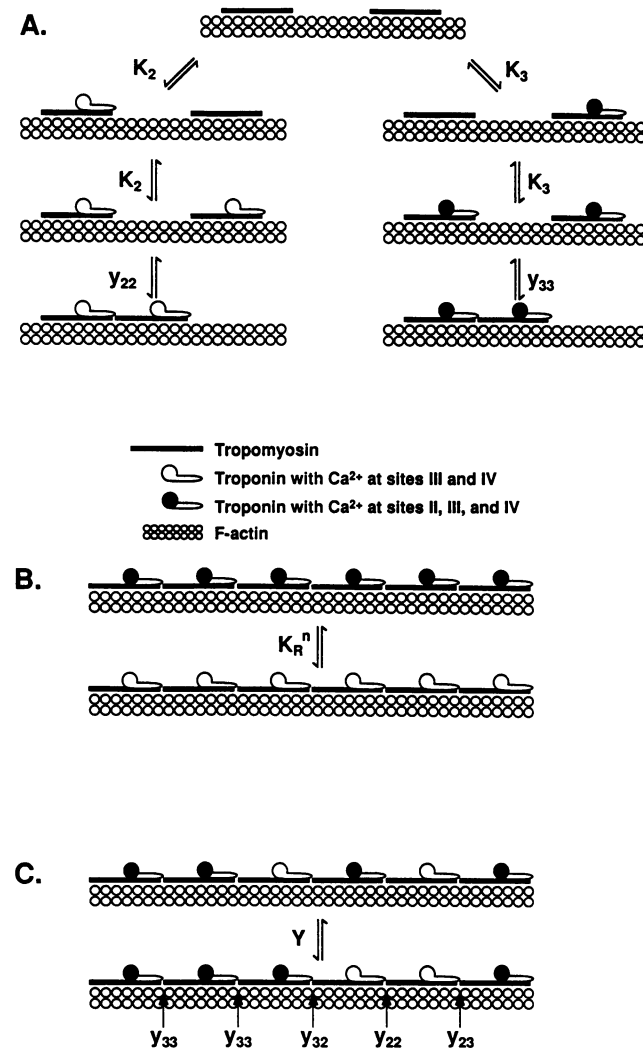 A.
K₂ K₃
K₂ K₃
y₂₂ y₃₃
Tropomyosin
Troponin with Ca²⁺ at sites III and IV
Troponin with Ca²⁺ at sites II, III, and IV
F-actin
B.
K_R^n
C.
Y
y₃₃ y₃₃ y₃₂ y₂₂ y₂₃